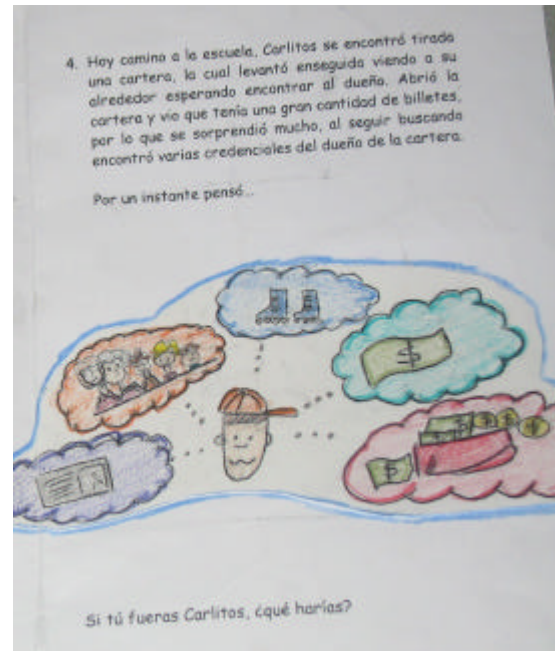 4. Hoy camino a la escuela, Carlitos se encontró tirada
una cartera, la cual levantó enseguida viendo a su
alrededor esperando encontrar al dueño. Abrió la
cartera y vio que tenía una gran cantidad de billetes,
por lo que se sorprendió mucho, al seguir buscando
encontró varias credenciales del dueño de la cartera.
Por un instante pensó...
$
$ $ $ $ $
Si tú fueras Carlitos, ¿qué harías?